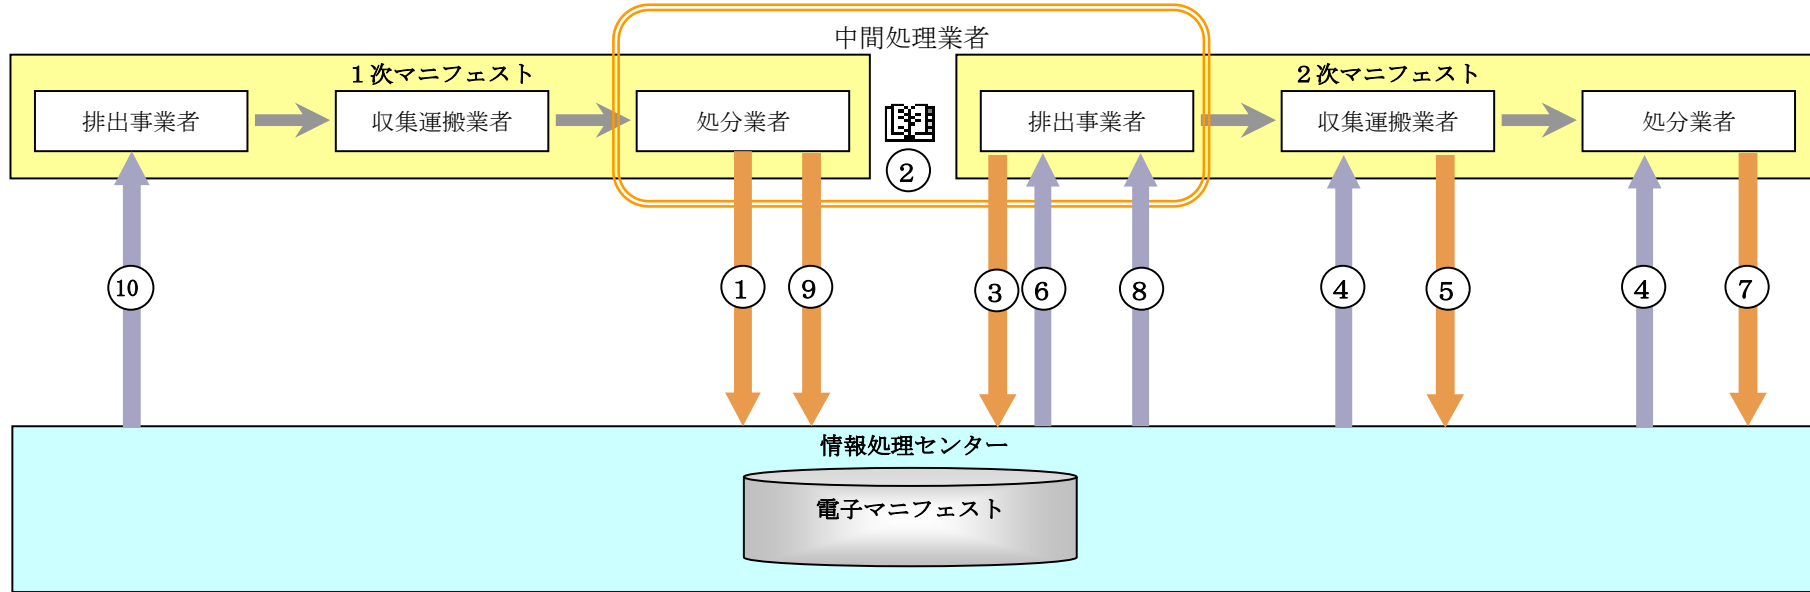 中間処理業者
１次マニフェスト
２次マニフェスト
排出事業者
収集運搬業者
処分業者
排出事業者
収集運搬業者
処分業者
②
⑩
①
⑨
③
⑥
⑧
④
⑤
④
⑦
情報処理センター
電子マニフェスト